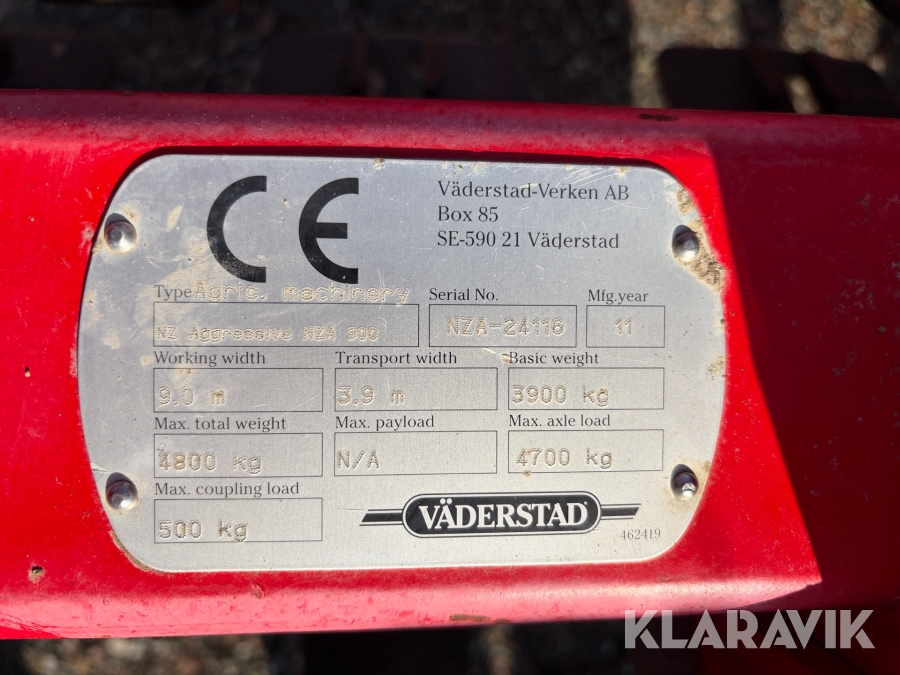 CE
Väderstad-Verken AB
Box 85
SE-590 21 Väderstad
Type Agric. machinery
Serial No.
Mfg.year
NZ Aggressive NZA 900
NZA-24116
11
Working width
Transport width
Basic weight
9.0 m
3.9 m
3900 kg
Max. total weight
Max. payload
Max. axle load
4800 kg
N/A
4700 kg
Max. coupling load
500 kg
VÄDERSTAD
462419
KLARAVIK